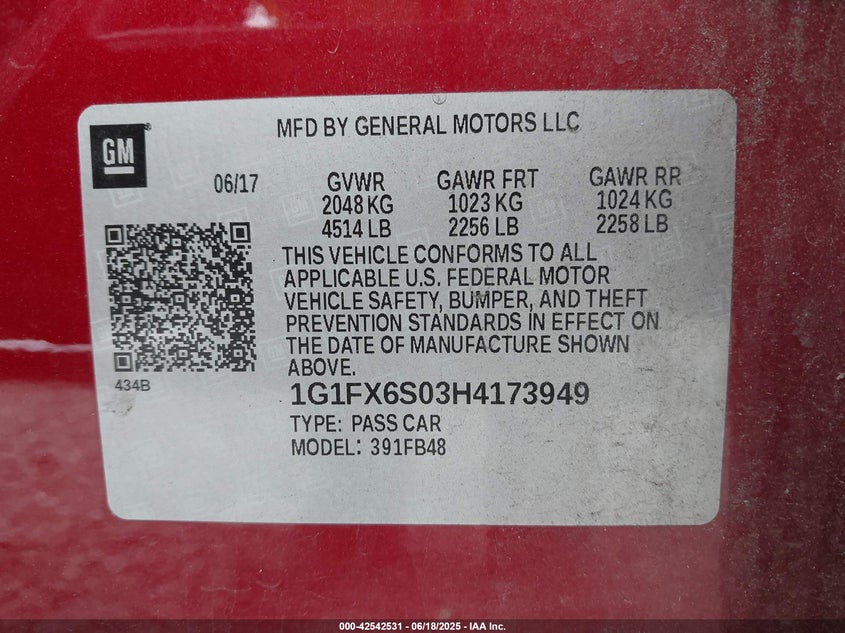 MFD BY GENERAL MOTORS LLC
GM
®
06/17 GVWR GAWR FRT GAWR RR
2048 KG 1023 KG 1024 KG
4514 LB 2256 LB 2258 LB
THIS VEHICLE CONFORMS TO ALL
APPLICABLE U.S. FEDERAL MOTOR
VEHICLE SAFETY, BUMPER, AND THEFT
PREVENTION STANDARDS IN EFFECT ON
THE DATE OF MANUFACTURE SHOWN
ABOVE.
434B
1G1FX6S03H4173949
TYPE: PASS CAR
MODEL: 391FB48
000-42542531 - 06/18/2025 - IAA Inc.